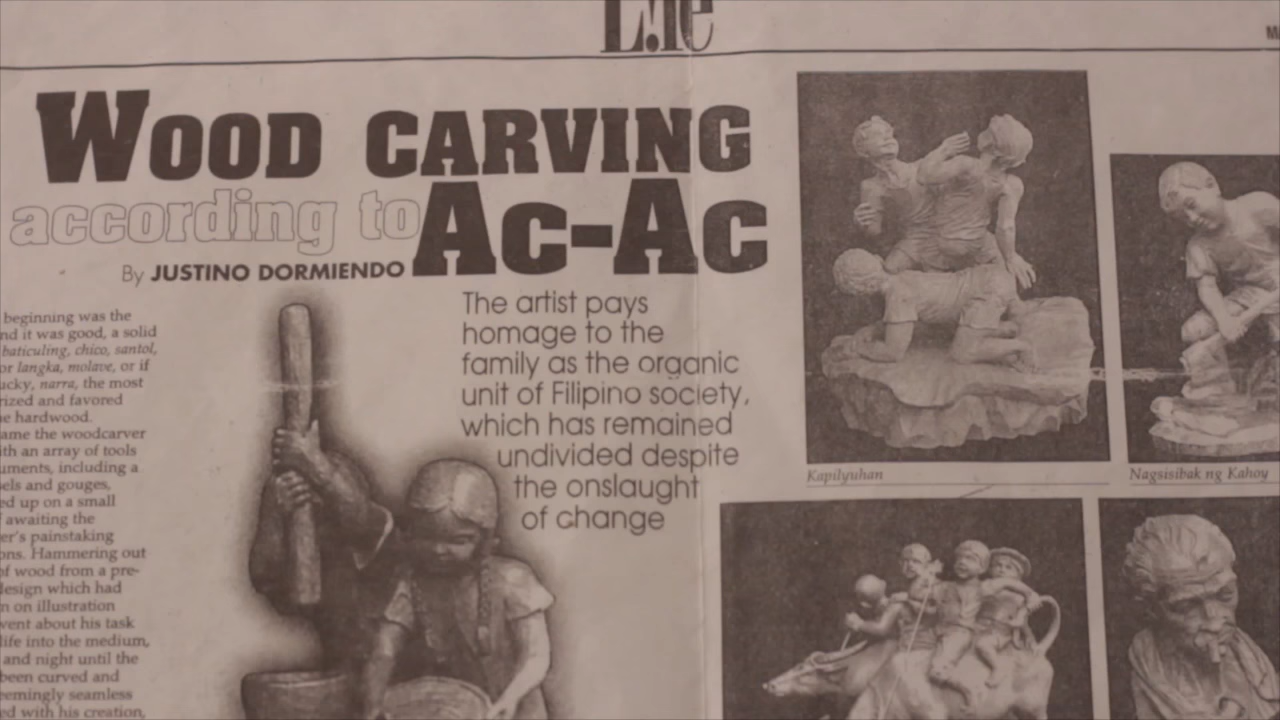 Life
WOOD CARVING
according to AC-AC
By JUSTINO DORMIENDO
The artist pays
homage to the
family as the organic
unit of Filipino society,
which has remained
undivided despite
the onslaught
of change
beginning was the
nd it was good, a solid
baticuling, chico, santol,
or langka, molave, or if
ucky, narra, the most
rized and favored
e hardwood.
ame the woodcarver
ith an array of tools
uments, including a
els and gouges,
ed up on a small
awaiting the
er's painstaking
ons. Hammering out
of wood from a pre-
design which had
n on illustration
went about his task
life into the medium,
and night until the
been curved and
eemingly seamless
ed with his creation,
Kapilyuhan
Nagsisibak ng Kahoy